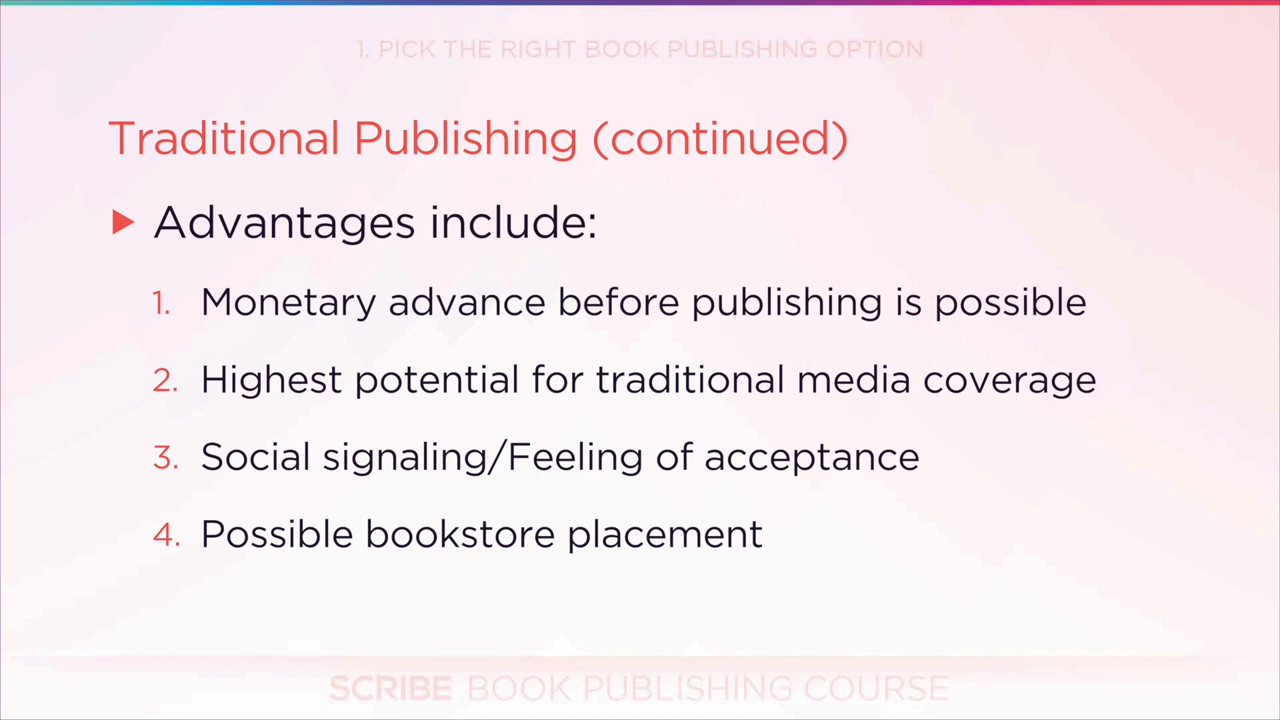 1. PICK THE RIGHT BOOK PUBLISHING OPTION
Traditional Publishing (continued)
Advantages include:
1. Monetary advance before publishing is possible
2. Highest potential for traditional media coverage
3. Social signaling/Feeling of acceptance
4. Possible bookstore placement
SCRIBE BOOK PUBLISHING COURSE